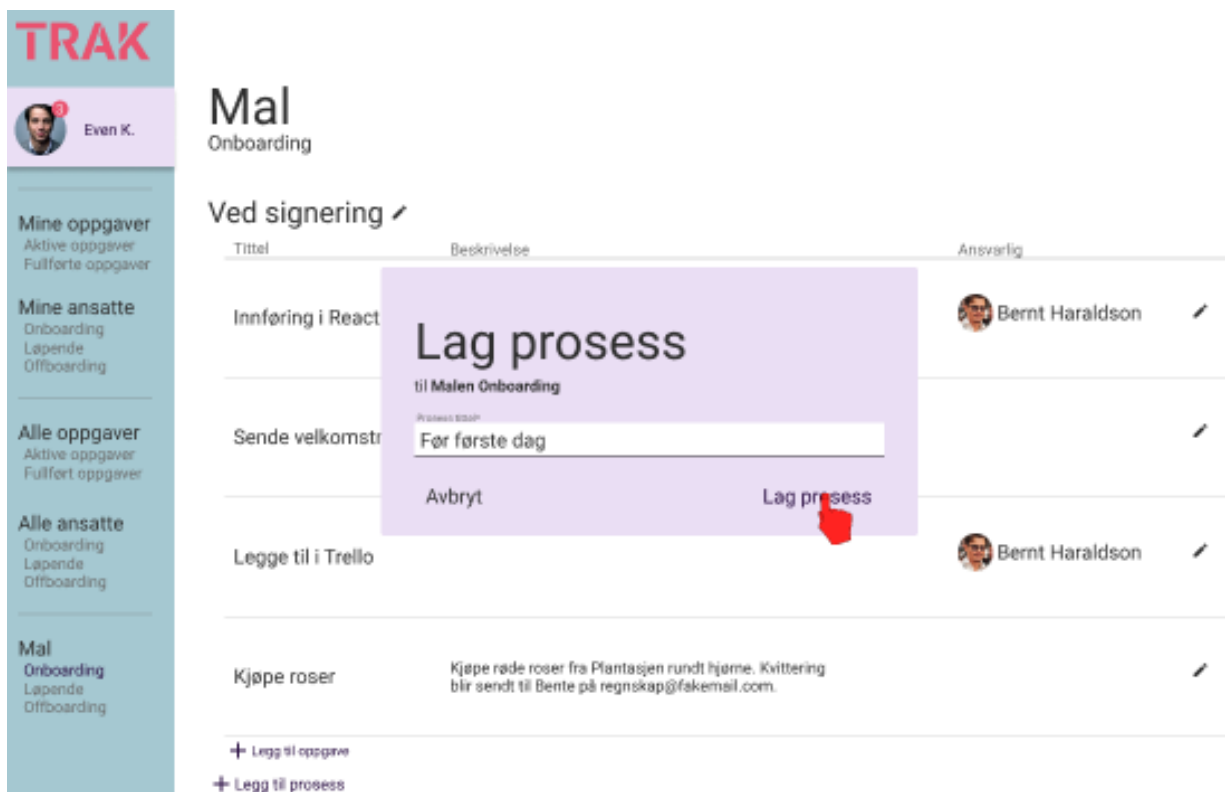 TRAK
3
Even K.
Mine oppgaver
Aktive oppgaver
Fullførte oppgaver
Mine ansatte
Onboarding
Løpende
Offboarding
Alle oppgaver
Aktive oppgaver
Fullført oppgaver
Alle ansatte
Onboarding
Løpende
Offboarding
Mal
Onboarding
Løpende
Offboarding
Mal
Onboarding
Ved signering
Tittel Beskrivelse Ansvarlig
Innføring i React Bernt Haraldson
Sende velkomstr
Legge til i Trello Bernt Haraldson
Kjøpe roser
Kjøpe røde roser fra Plantasjen rundt hjørne. Kvittering
blir sendt til Bente på regnskap@fakemail.com.
Legg til oppgave
Legg til prosess
Lag prosess
til Malen Onboarding
Prosess tittel*
Før første dag
Avbryt Lag prosess